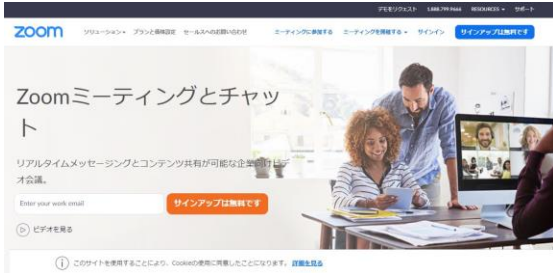 デモをリクエスト 1.888.799.9666 RESOURCES サポート
zoom ソリューション プランと価格設定 セールスへのお問い合わせ ミーティングに参加する ミーティングを開催する サインイン サインアップは無料です
Zoomミーティングとチャッ
ト
リアルタイムメッセージングとコンテンツ共有が可能な企業向けビデ
オ会議。
Enter your work email サインアップは無料です
ビデオを見る
このサイトを使用することにより、Cookieの使用に同意したことになります。 詳細を見る